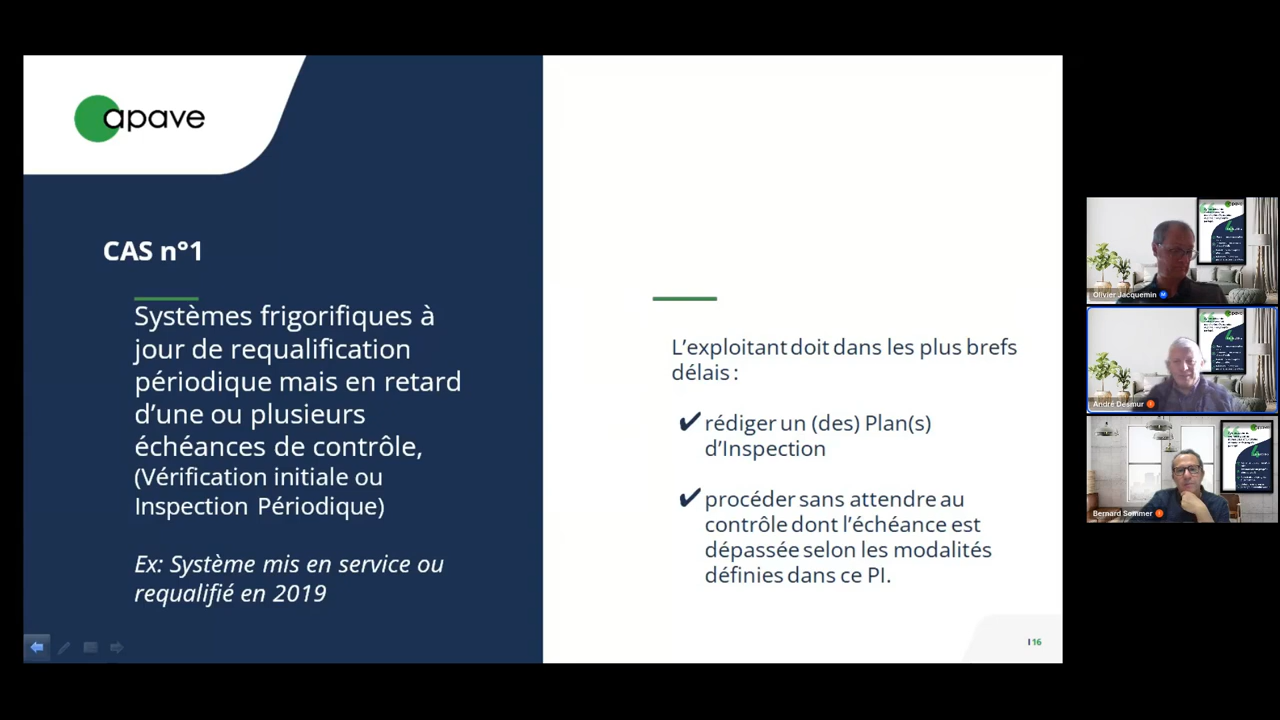 apave
CAS n°1
Systèmes frigorifiques à
jour de requalification
périodique mais en retard
d’une ou plusieurs
échéances de contrôle,
(Vérification initiale ou
Inspection Périodique)
Ex: Système mis en service ou
requalifié en 2019
L’exploitant doit dans les plus brefs
délais :
✔ rédiger un (des) Plan(s)
d’Inspection
✔ procéder sans attendre au
contrôle dont l’échéance est
dépassée selon les modalités
définies dans ce PI.
I 16
Olivier Jacquemin
André Desmur
Bernard Sommer